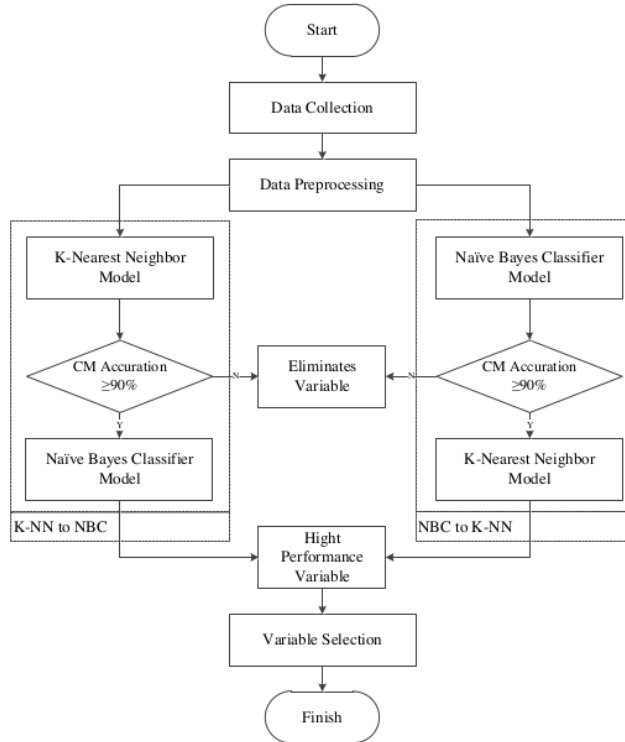 Start
Data Collection
Data Preprocessing
K-Nearest Neighbor
Model
CM Accuration
≥90%
N
Y
Naïve Bayes Classifier
Model
K-NN to NBC
Eliminates
Variable
Naïve Bayes Classifier
Model
CM Accuration
≥90%
N
Y
K-Nearest Neighbor
Model
NBC to K-NN
Hight
Performance
Variable
Variable Selection
Finish